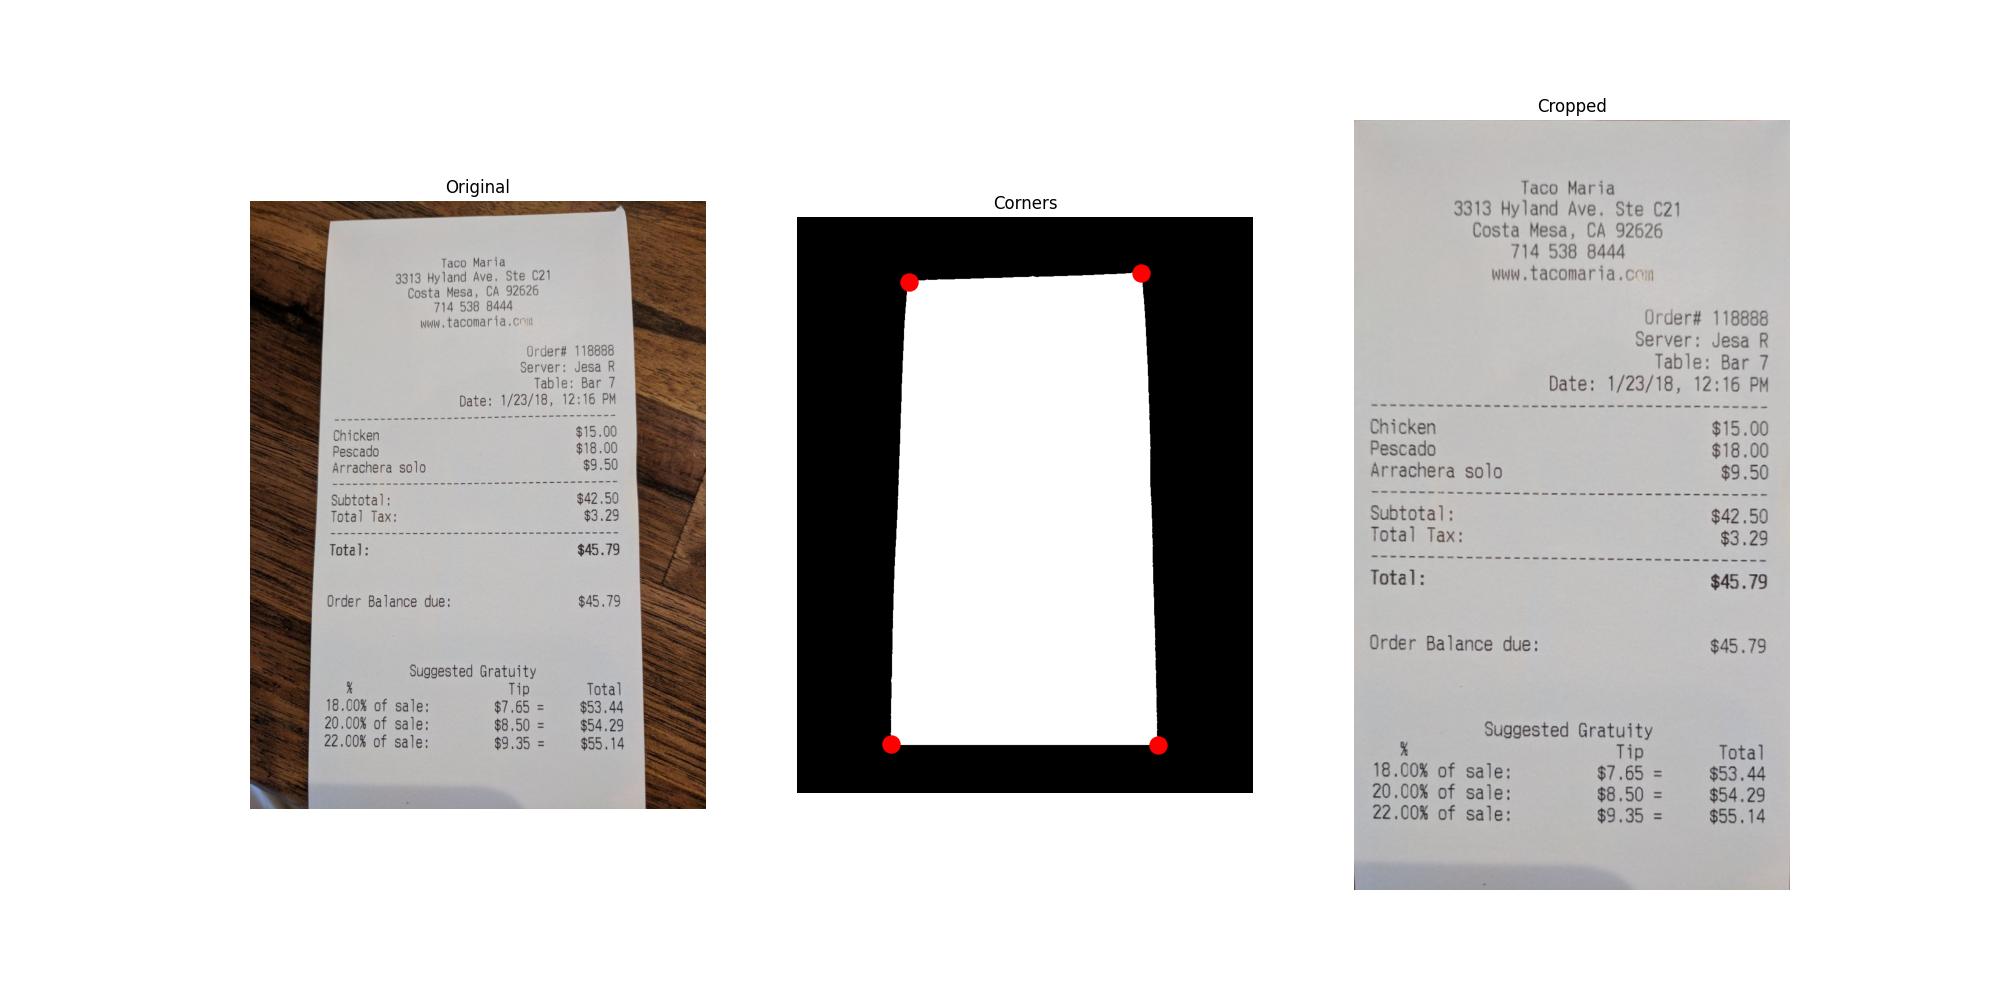 Original
Taco Maria
3313 Hyland Ave. Ste C21
Costa Mesa, CA 92626
714 538 8444
www.tacomaria.com
Order# 118888
Server: Jesa R
Table: Bar 7
Date: 1/23/18, 12:16 PM
Chicken $15.00
Pescado $18.00
Arrachera solo $9.50
Subtotal: $42.50
Total Tax: $3.29
Total: $45.79
Order Balance due: $45.79
Suggested Gratuity
% Tip Total
18.00% of sale: $7.65 = $53.44
20.00% of sale: $8.50 = $54.29
22.00% of sale: $9.35 = $55.14
Corners
Cropped
Taco Maria
3313 Hyland Ave. Ste C21
Costa Mesa, CA 92626
714 538 8444
www.tacomaria.com
Order# 118888
Server: Jesa R
Table: Bar 7
Date: 1/23/18, 12:16 PM
Chicken $15.00
Pescado $18.00
Arrachera solo $9.50
Subtotal: $42.50
Total Tax: $3.29
Total: $45.79
Order Balance due: $45.79
Suggested Gratuity
% Tip Total
18.00% of sale: $7.65 = $53.44
20.00% of sale: $8.50 = $54.29
22.00% of sale: $9.35 = $55.14